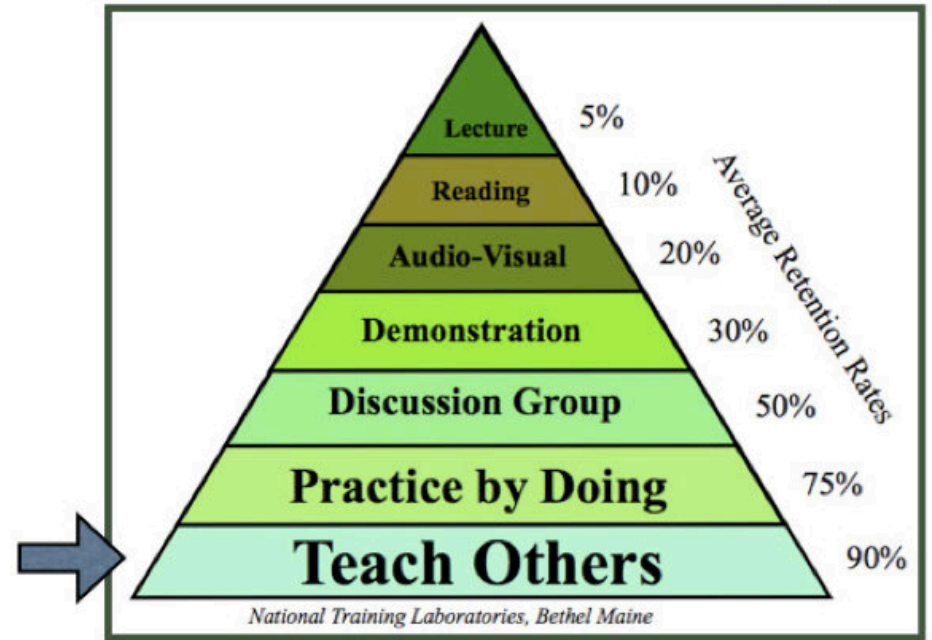 Lecture
5%
Reading
10%
Audio-Visual
20%
Demonstration
30%
Discussion Group
50%
Practice by Doing
75%
Teach Others
90%
Average Retention Rates
National Training Laboratories, Bethel Maine